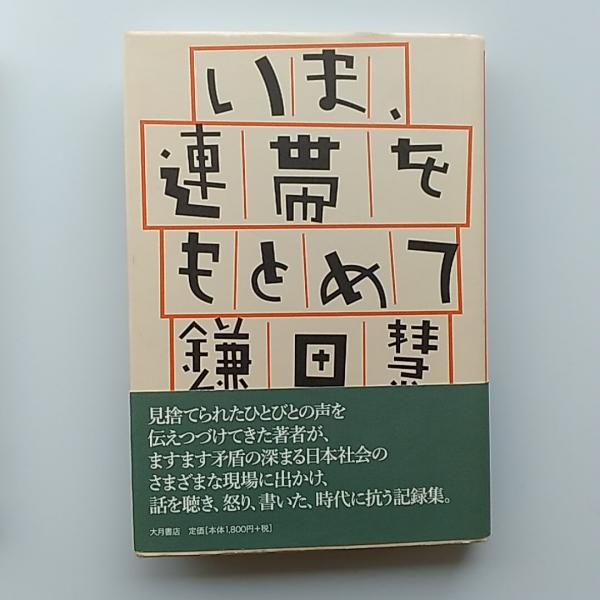 いま、
連帯を
もとめて
鎌田慧
見捨てられたひとびとの声を
伝えつづけてきた著者が、
ますます矛盾の深まる日本社会の
さまざまな現場に出かけ、
話を聴き、怒り、書いた、時代に抗う記録集。
大月書店 定価[本体1,800円+税]